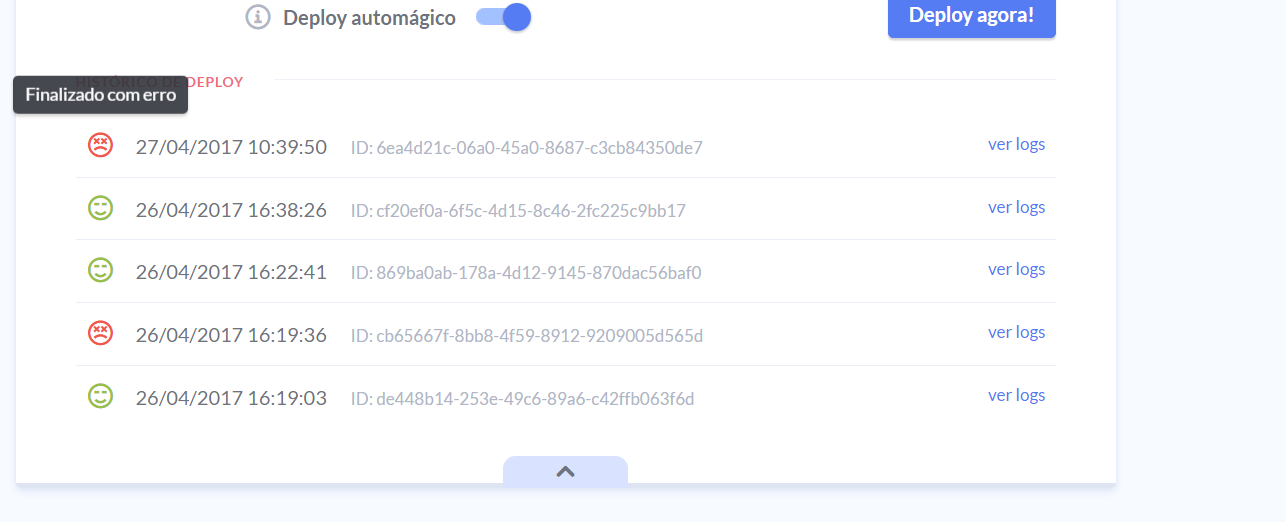 Deploy automágico
Deploy agora!
HISTÓRICO DE DEPLOY
Finalizado com erro
27/04/2017 10:39:50 ID: 6ea4d21c-06a0-45a0-8687-c3cb84350de7 ver logs
26/04/2017 16:38:26 ID: cf20ef0a-6f5c-4d15-8c46-2fc225c9bb17 ver logs
26/04/2017 16:22:41 ID: 869ba0ab-178a-4d12-9145-870dac56baf0 ver logs
26/04/2017 16:19:36 ID: cb65667f-8bb8-4f59-8912-9209005d565d ver logs
26/04/2017 16:19:03 ID: de448b14-253e-49c6-89a6-c42ffb063f6d ver logs